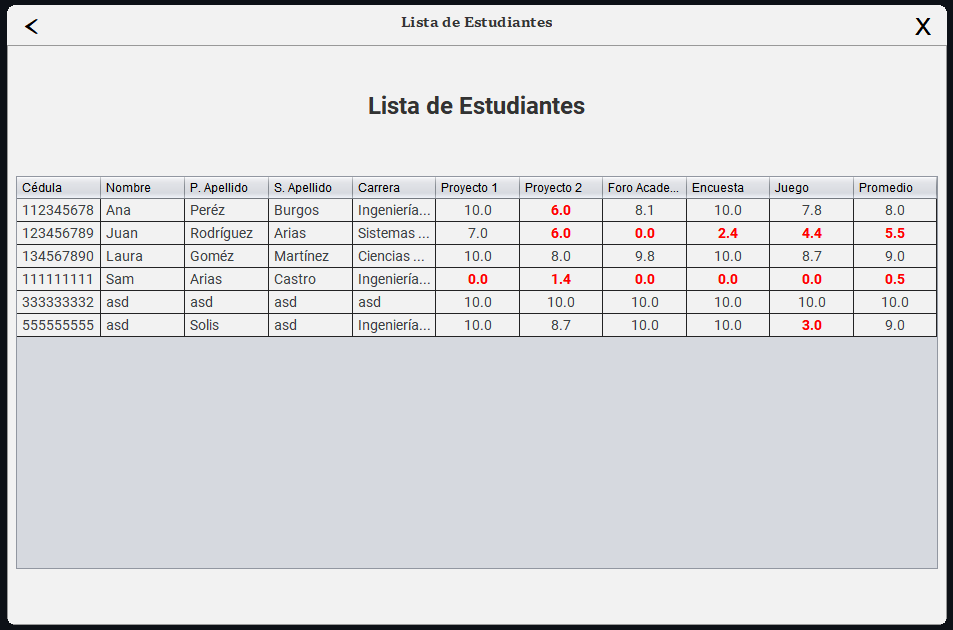 <
Lista de Estudiantes
X
Lista de Estudiantes
Cédula Nombre P. Apellido S. Apellido Carrera Proyecto 1 Proyecto 2 Foro Acade... Encuesta Juego Promedio
112345678 Ana Peréz Burgos Ingeniería... 10.0 6.0 8.1 10.0 7.8 8.0
123456789 Juan Rodríguez Arias Sistemas ... 7.0 6.0 0.0 2.4 4.4 5.5
134567890 Laura Goméz Martínez Ciencias ... 10.0 8.0 9.8 10.0 8.7 9.0
111111111 Sam Arias Castro Ingeniería... 0.0 1.4 0.0 0.0 0.0 0.5
333333332 asd asd asd asd 10.0 10.0 10.0 10.0 10.0 10.0
555555555 asd Solis asd Ingeniería... 10.0 8.7 10.0 10.0 3.0 9.0